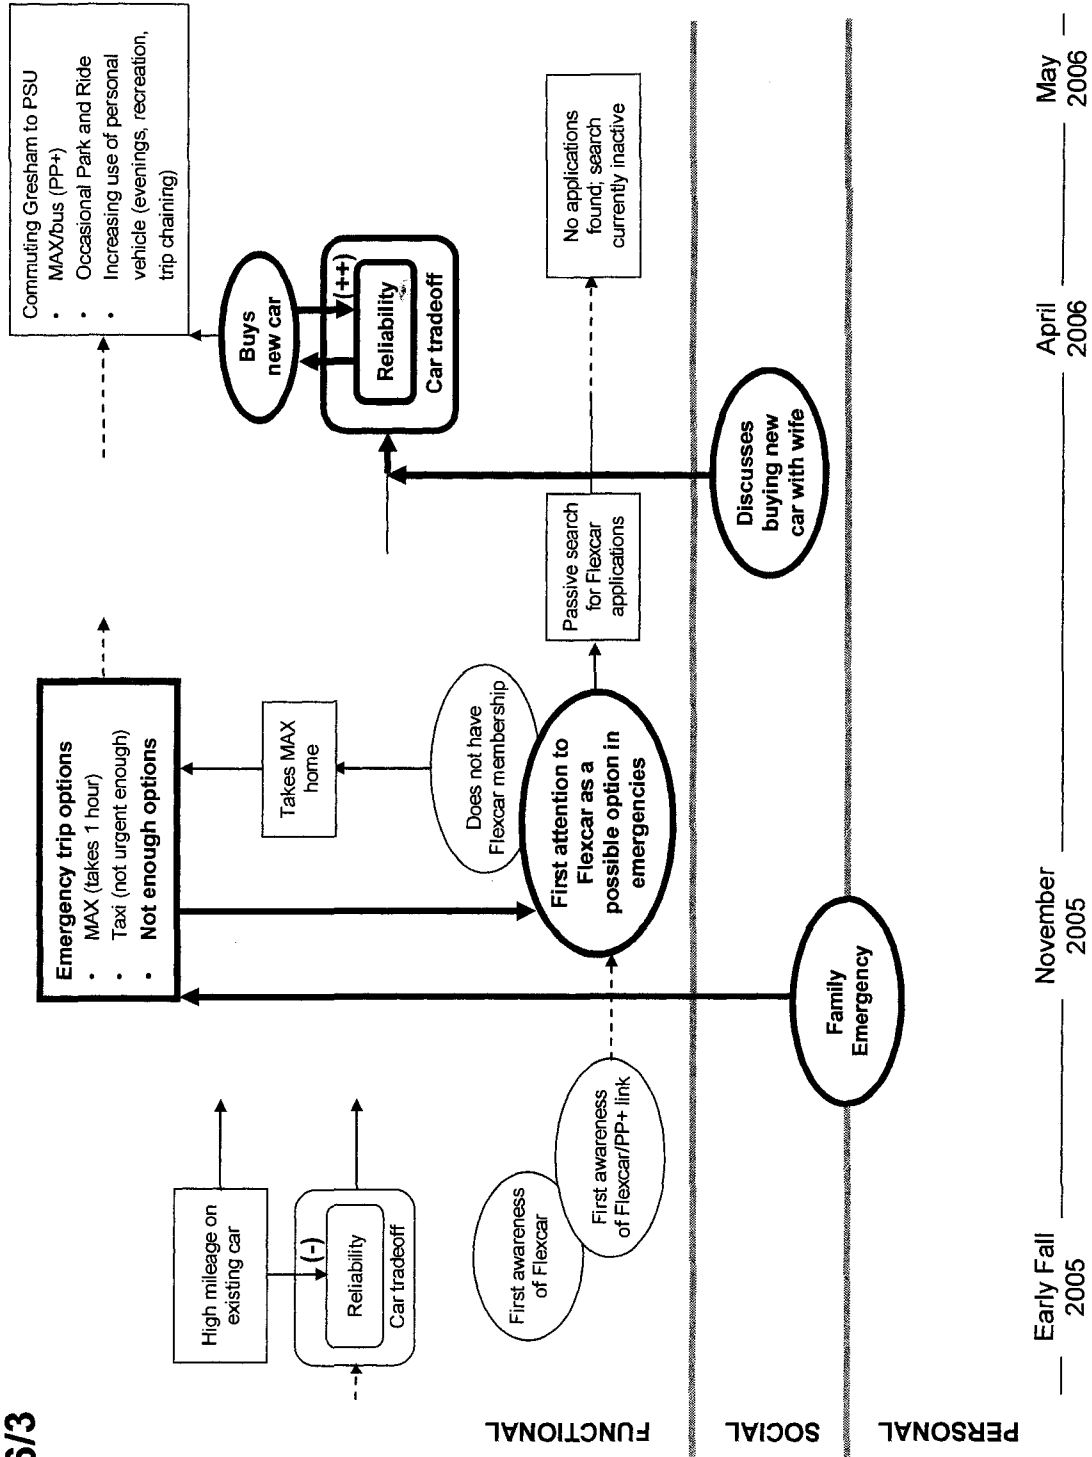 6/3
High mileage on
existing car
(-)
Reliability
Car tradeoff
First awareness
of Flexcar
First awareness
of Flexcar/PP+ link
Emergency trip options
• MAX (takes 1 hour)
• Taxi (not urgent enough)
• Not enough options
Takes MAX
home
Does not have
Flexcar membership
First attention to
Flexcar as a
possible option in
emergencies
Family
Emergency
Passive search
for Flexcar
applications
Commuting Gresham to PSU
• MAX/bus (PP+)
• Occasional Park and Ride
• Increasing use of personal
vehicle (evenings, recreation,
trip chaining)
Buys
new car
(++)
Reliability
Car tradeoff
No applications
found; search
currently inactive
Discusses
buying new
car with wife
FUNCTIONAL
SOCIAL
PERSONAL
Early Fall
2005
November
2005
April
2006
May
2006